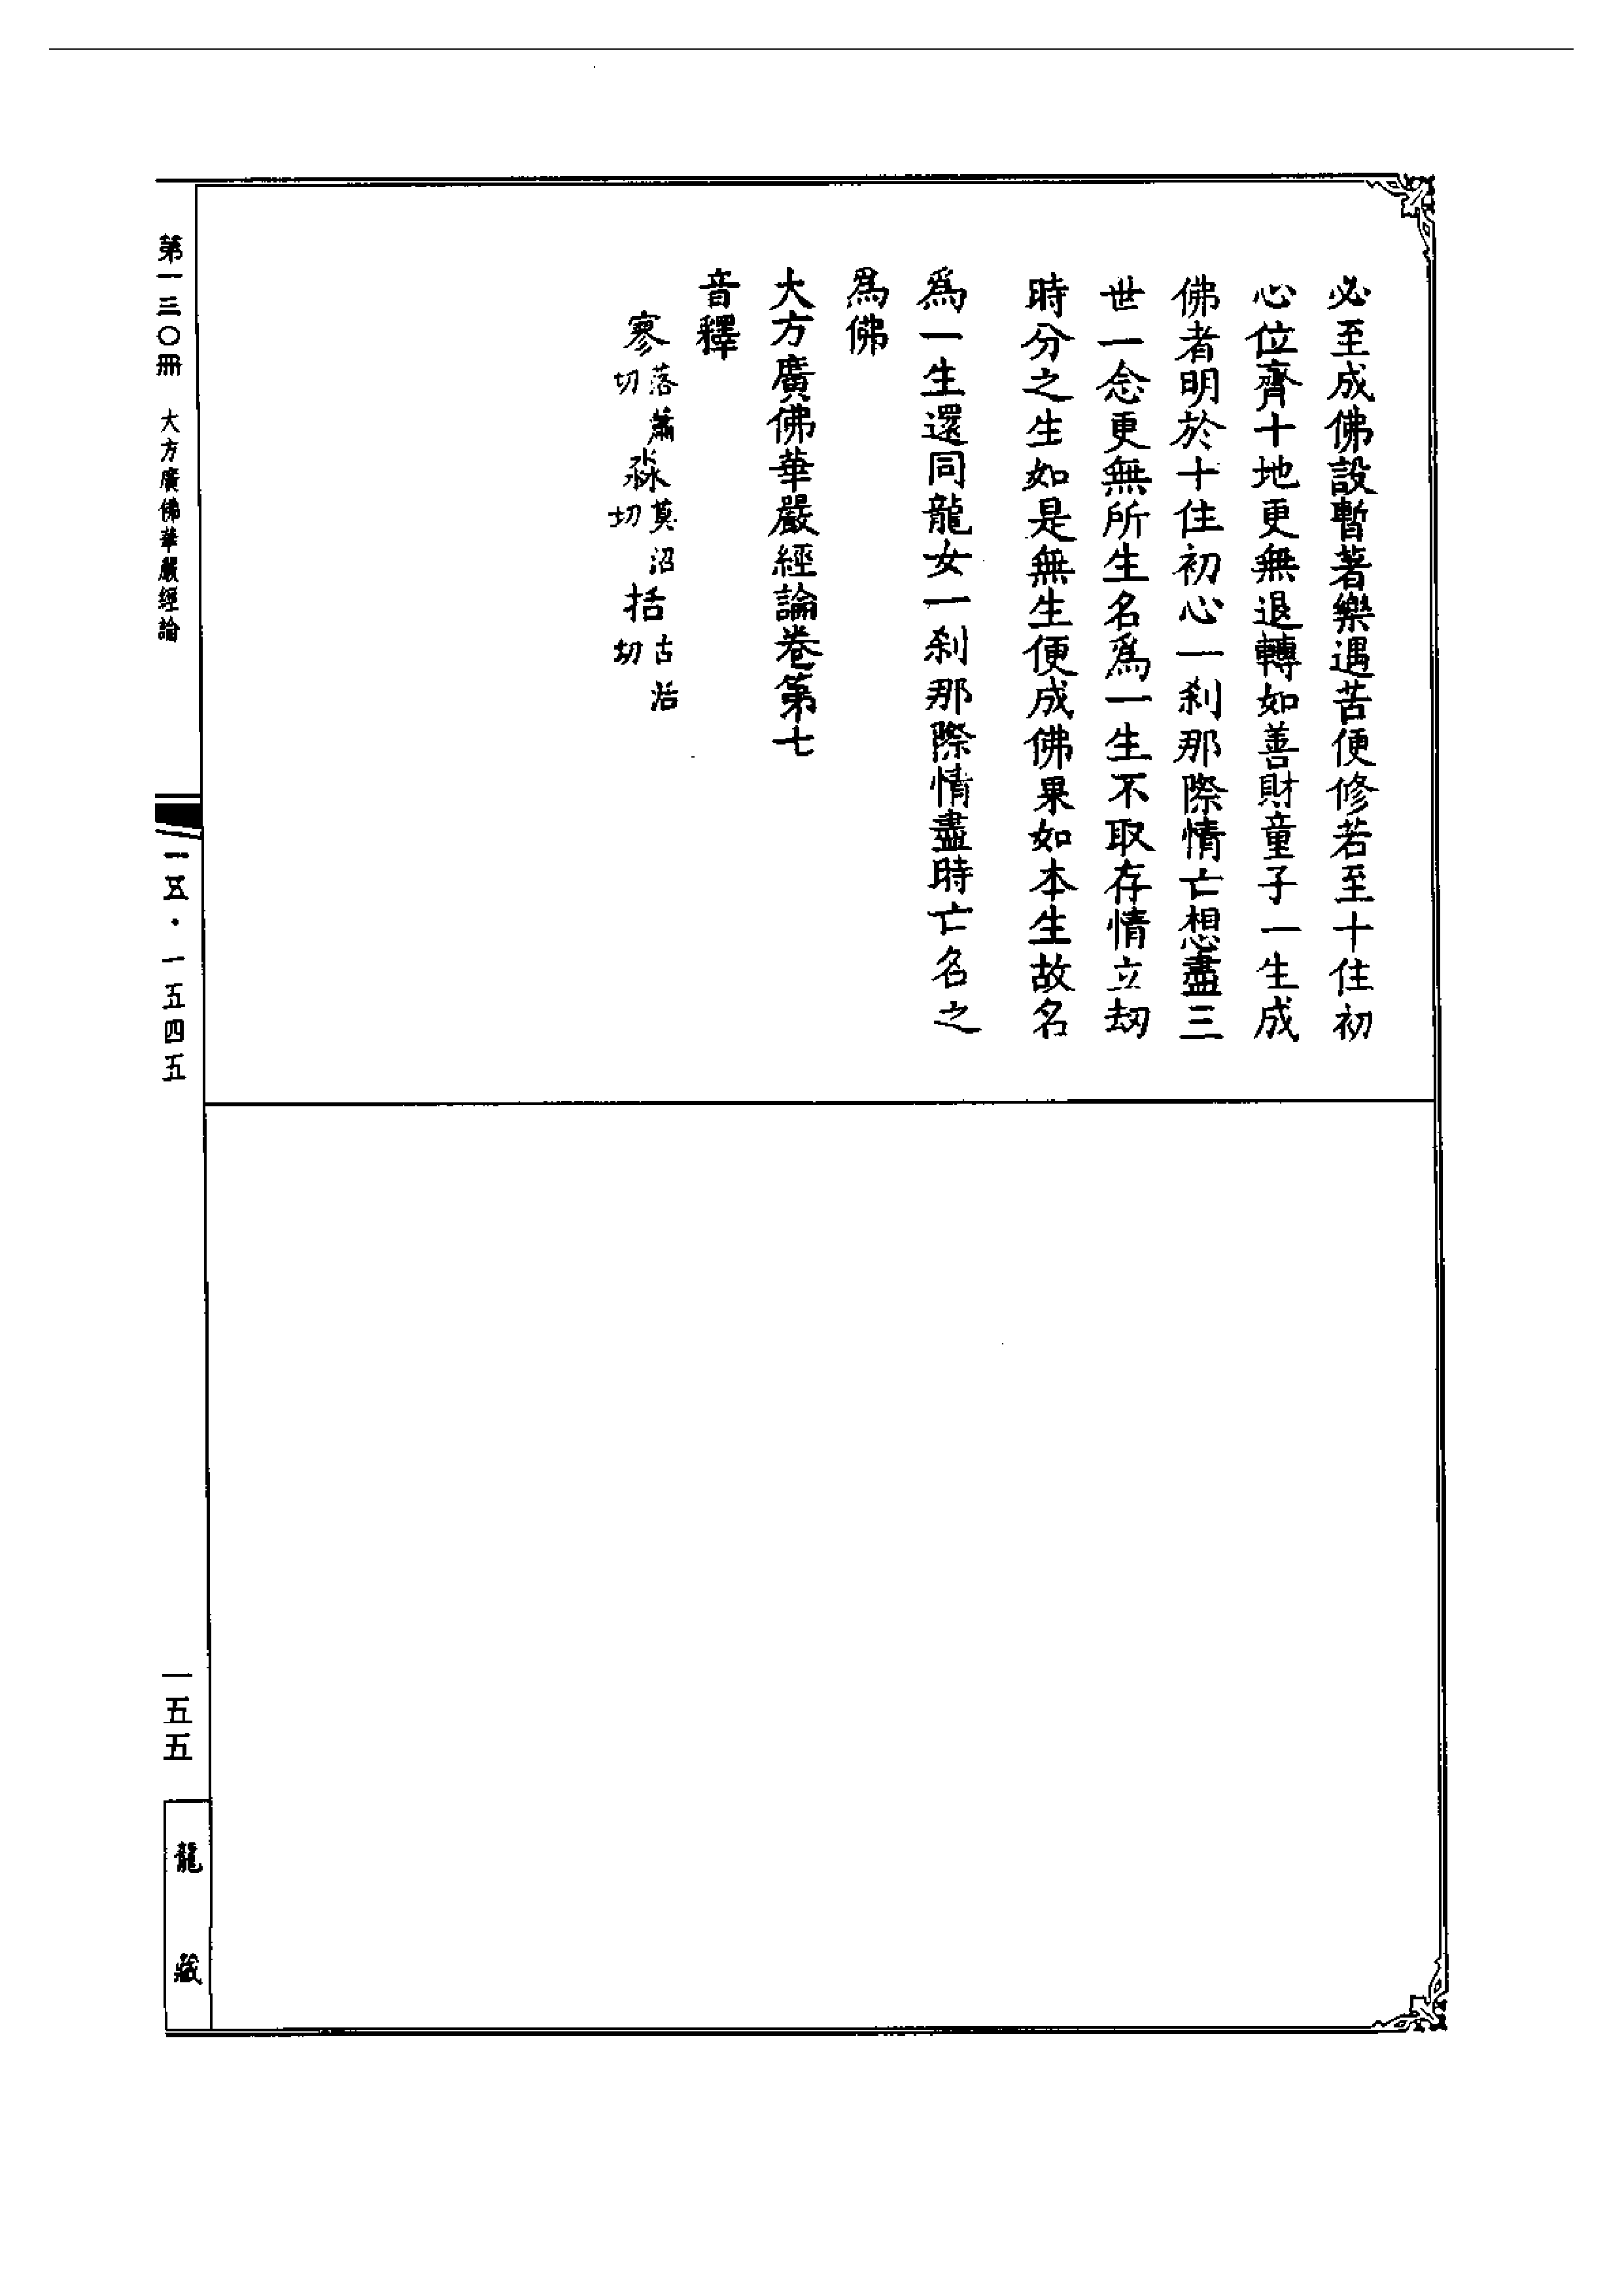 必至成佛設暫著樂遇苦便修若至十住初
心位齊十地更無退轉如善財童子一生成
佛者明於十住初心一刹那際情亡想盡三
世一念更無所生名爲一生不取存情立劫
時分之生如是無生便成佛果如本生故名
爲一生還同龍女一刹那際情盡時亡名之
爲佛
大方廣佛華嚴經論卷第七
音釋
寥落蕭切淼莫沼切括古活切
第一三〇冊　大方廣佛華嚴經論
一五·一五四五
一五五
龍藏